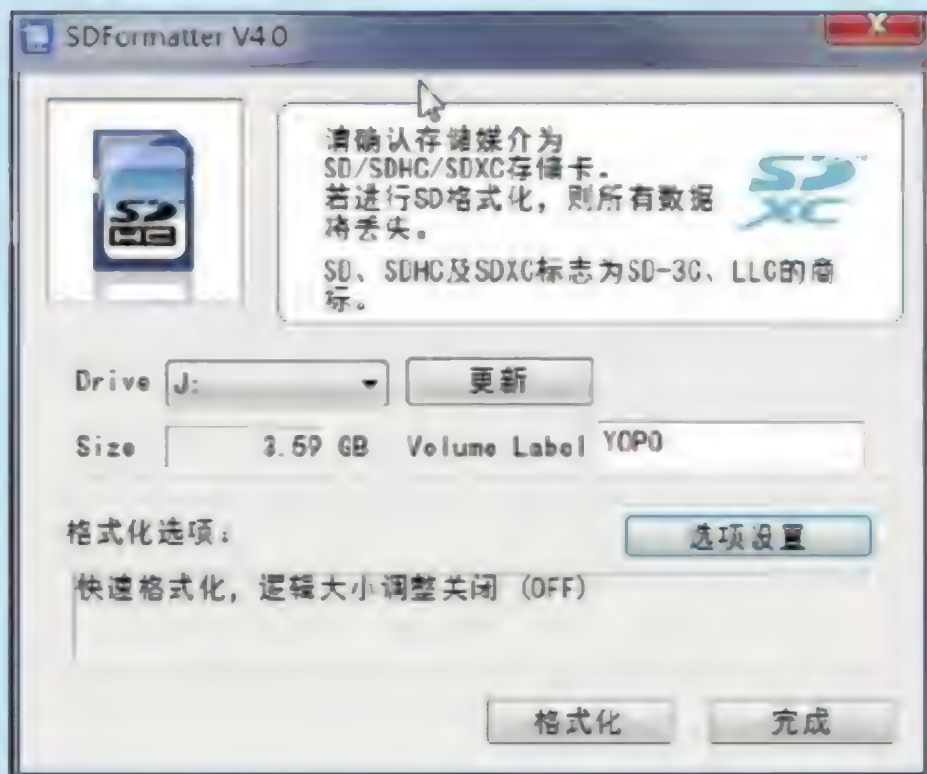 SDFormatter V4.0
SD
HC
请确认存储媒介为
SD/SDHC/SDXC存储卡。
若进行SD格式化，则所有数据
将丢失。
SD
XC
SD、SDHC及SDXC标志为SD-3C、LLC的商
标。
Drive J: 更新
Size 3.69 GB Volume Label YOPO
格式化选项：
选项设置
快速格式化，逻辑大小调整关闭 (OFF)
格式化 完成